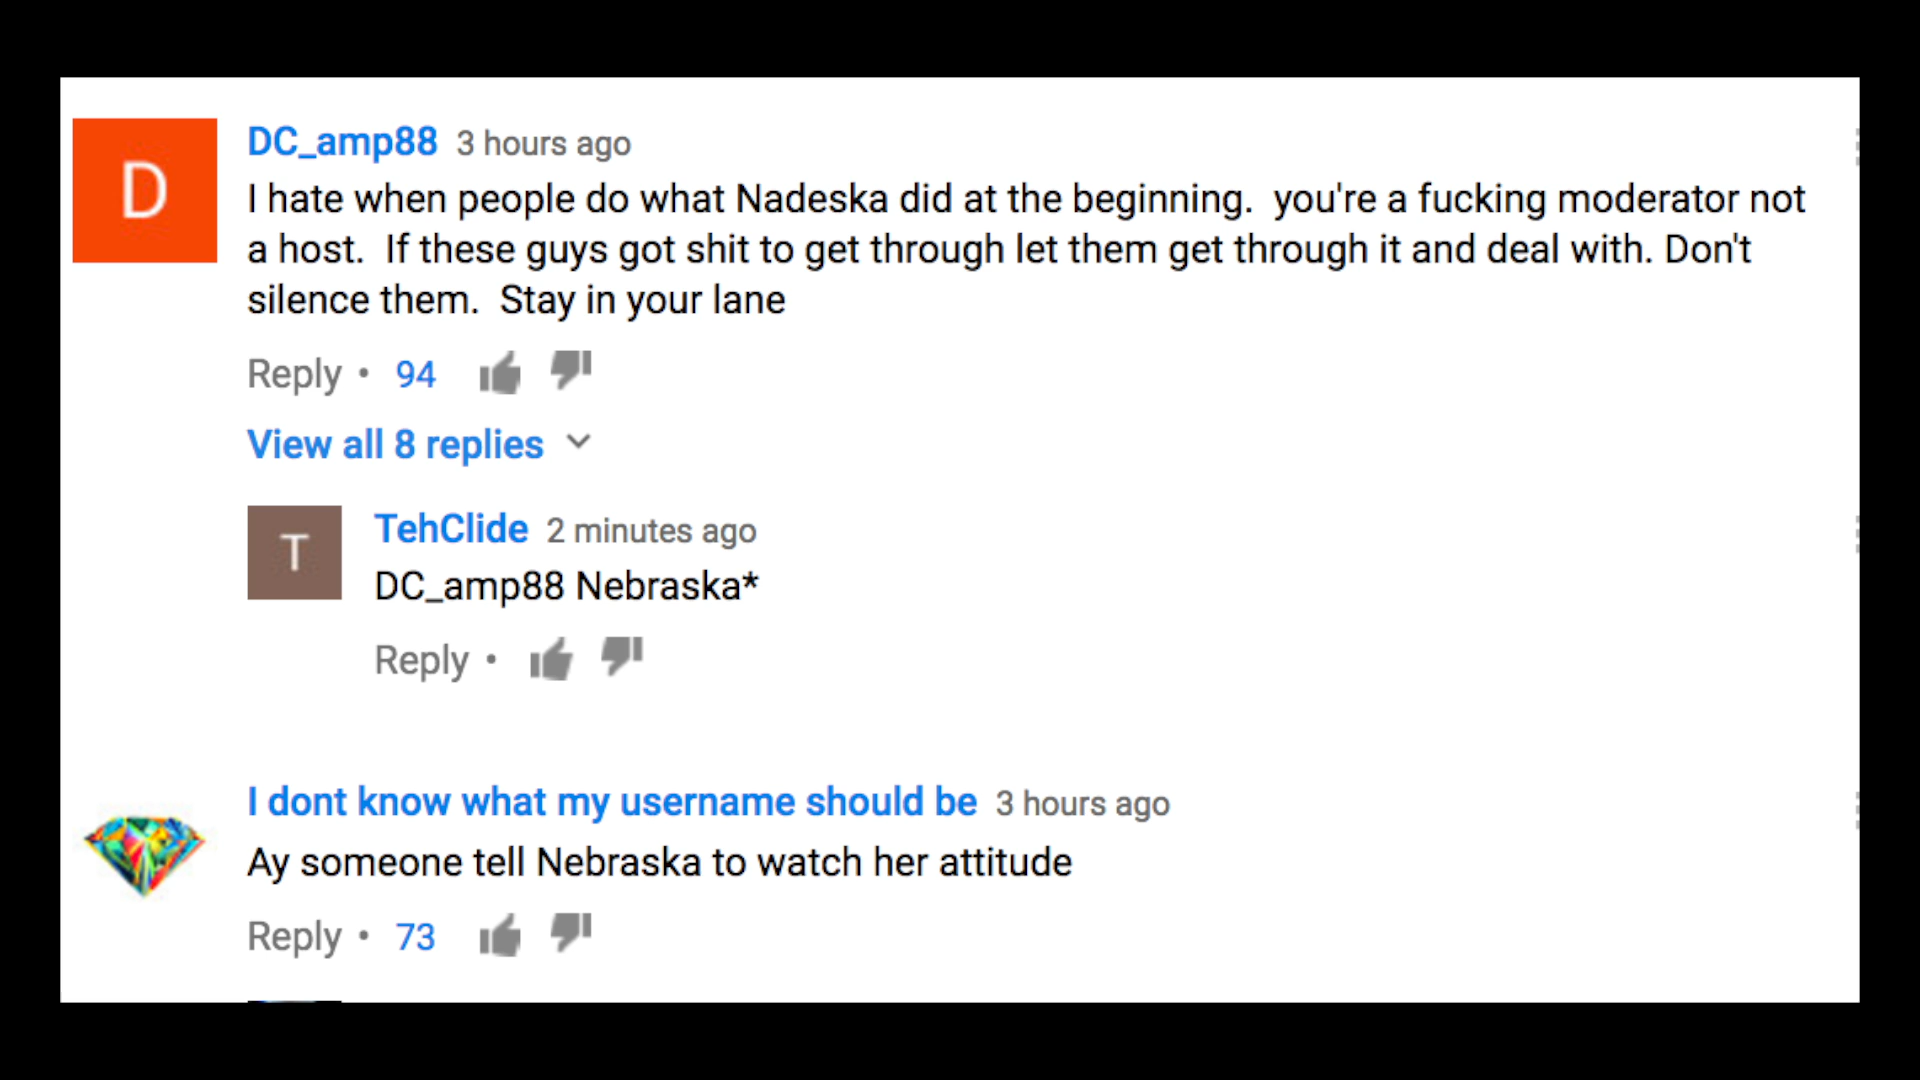 D
DC_amp88 3 hours ago
I hate when people do what Nadeska did at the beginning.  you're a fucking moderator not
a host.  If these guys got shit to get through let them get through it and deal with. Don't
silence them.  Stay in your lane
Reply • 94
View all 8 replies
T
TehClide 2 minutes ago
DC_amp88 Nebraska*
Reply •
I dont know what my username should be 3 hours ago
Ay someone tell Nebraska to watch her attitude
Reply • 73